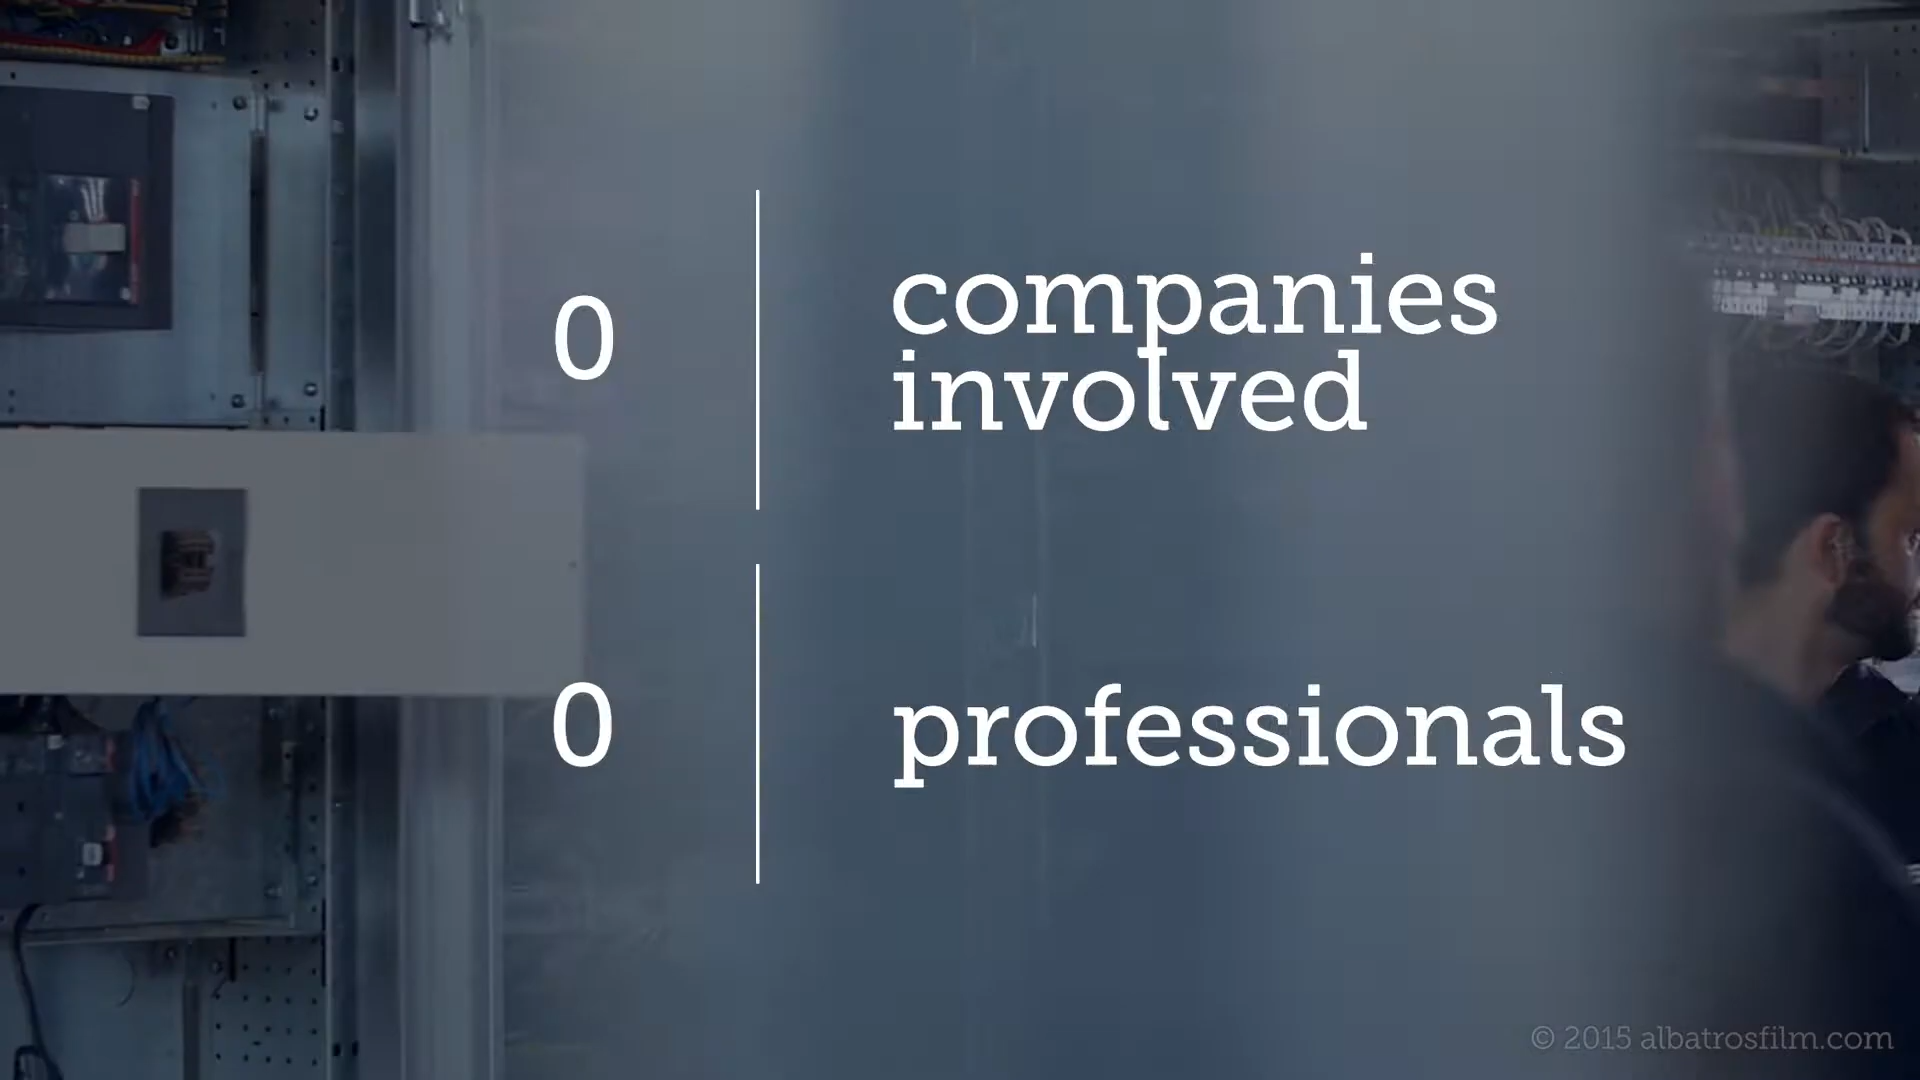 0
companies
involved
0
professionals
© 2015 albatrosfilm.com